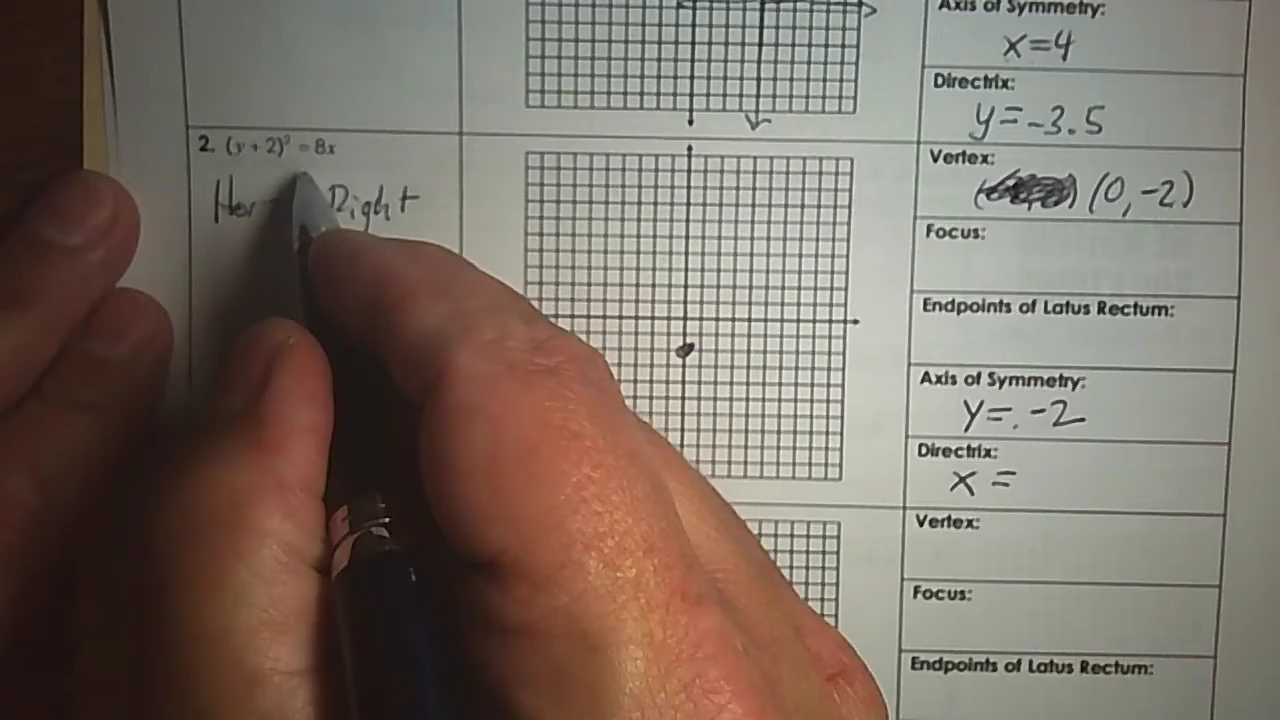 Axis of Symmetry:
x=4
Directrix:
y=-3.5
2. (y + 2)² = 8x
Right
Vertex:
(0,-2)
Focus:
Endpoints of Latus Rectum:
Axis of Symmetry:
y=.-2
Directrix:
x=
Vertex:
Focus:
Endpoints of Latus Rectum: